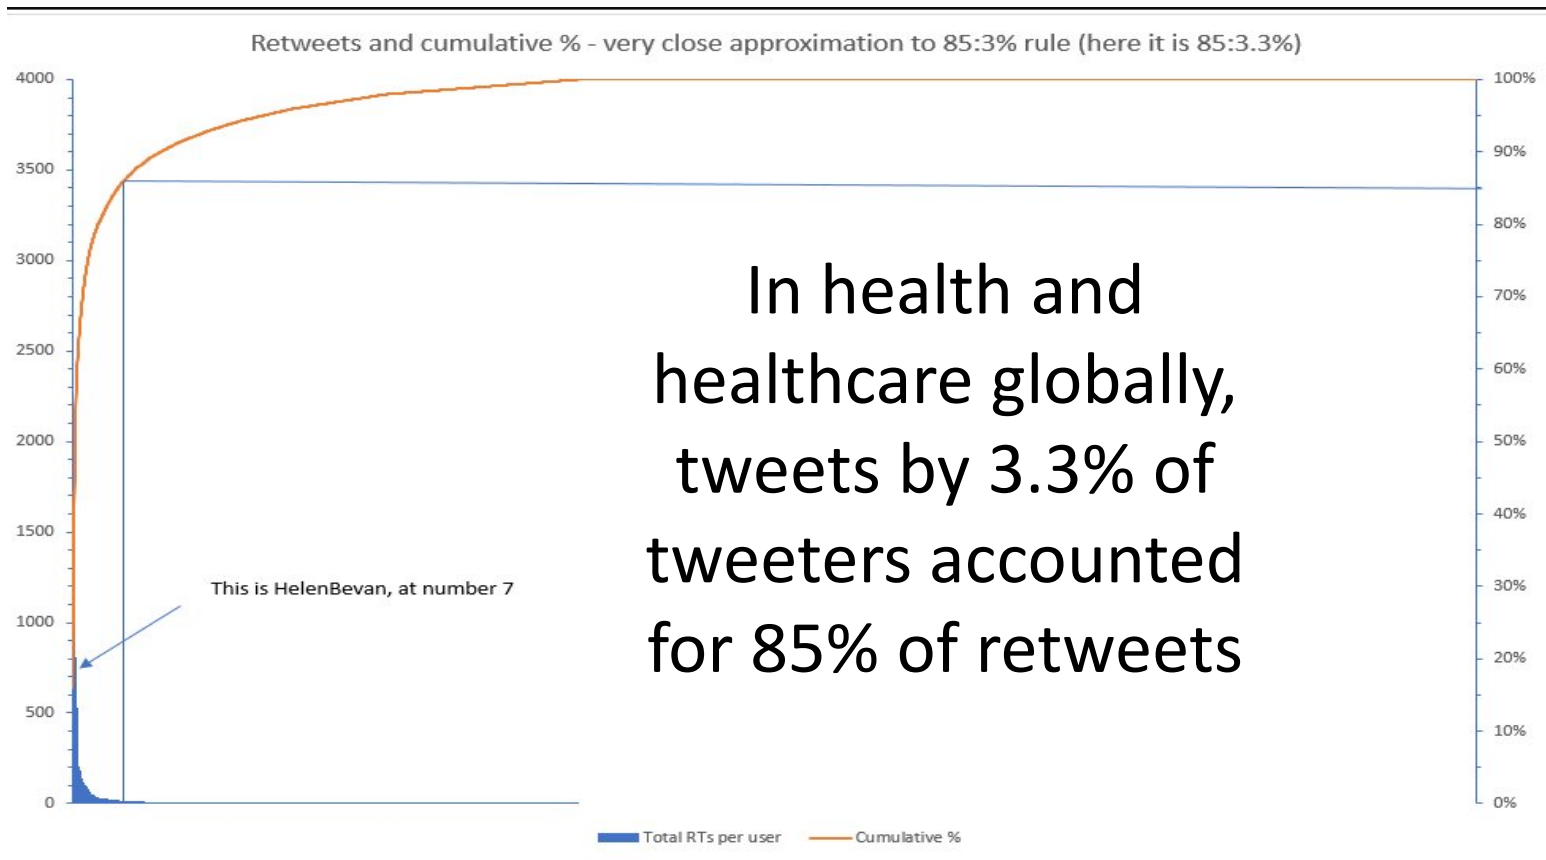 Retweets and cumulative % - very close approximation to 85:3% rule (here it is 85:3.3%)
4000
3500
3000
2500
2000
1500
1000
500
0
100%
90%
80%
70%
60%
50%
40%
30%
20%
10%
0%
In health and
healthcare globally,
tweets by 3.3% of
tweeters accounted
for 85% of retweets
This is HelenBevan, at number 7
Total RTs per user
Cumulative %